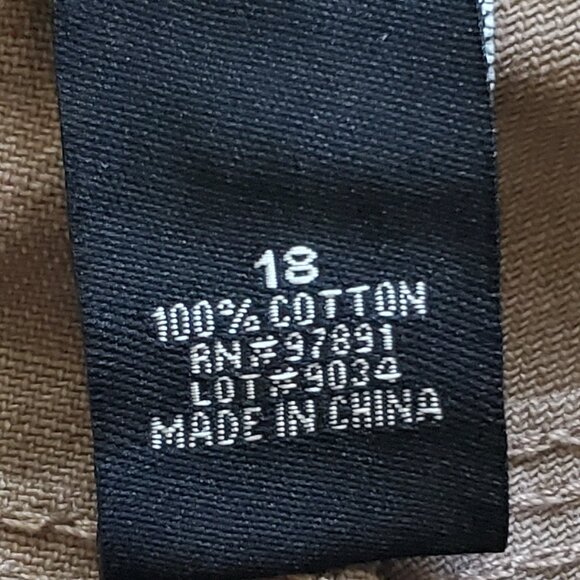 18
100% COTTON
RN#97891
LOT#9034
MADE IN CHINA